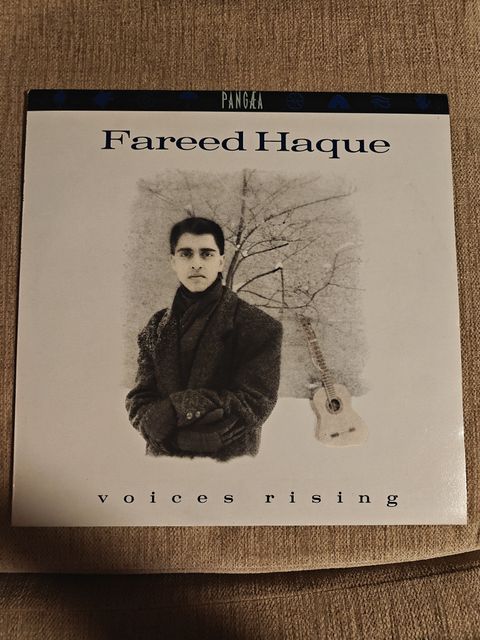 PANGÆA
Fareed Haque
voices rising